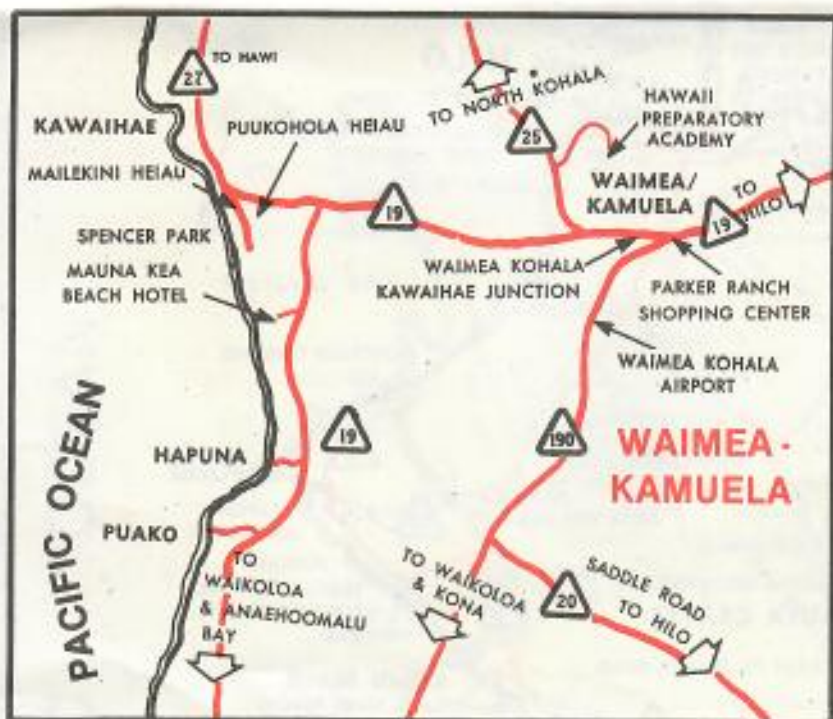 27
TO HAWI
KAWAIHAE
PUUKOHOLA HEIAU
MAILEKINI HEIAU
SPENCER PARK
MAUNA KEA
BEACH HOTEL
TO NORTH KOHALA
25
HAWAII
PREPARATORY
ACADEMY
WAIMEA/
KAMUELA
19
19
TO
HILO
WAIMEA KOHALA
KAWAIHAE JUNCTION
PARKER RANCH
SHOPPING CENTER
WAIMEA KOHALA
AIRPORT
PACIFIC OCEAN
HAPUNA
19
190
WAIMEA -
KAMUELA
PUAKO
TO
WAIKOLOA
& ANAEHOOMALU
BAY
TO WAIKOLOA
& KONA
20
SADDLE ROAD
TO HILO